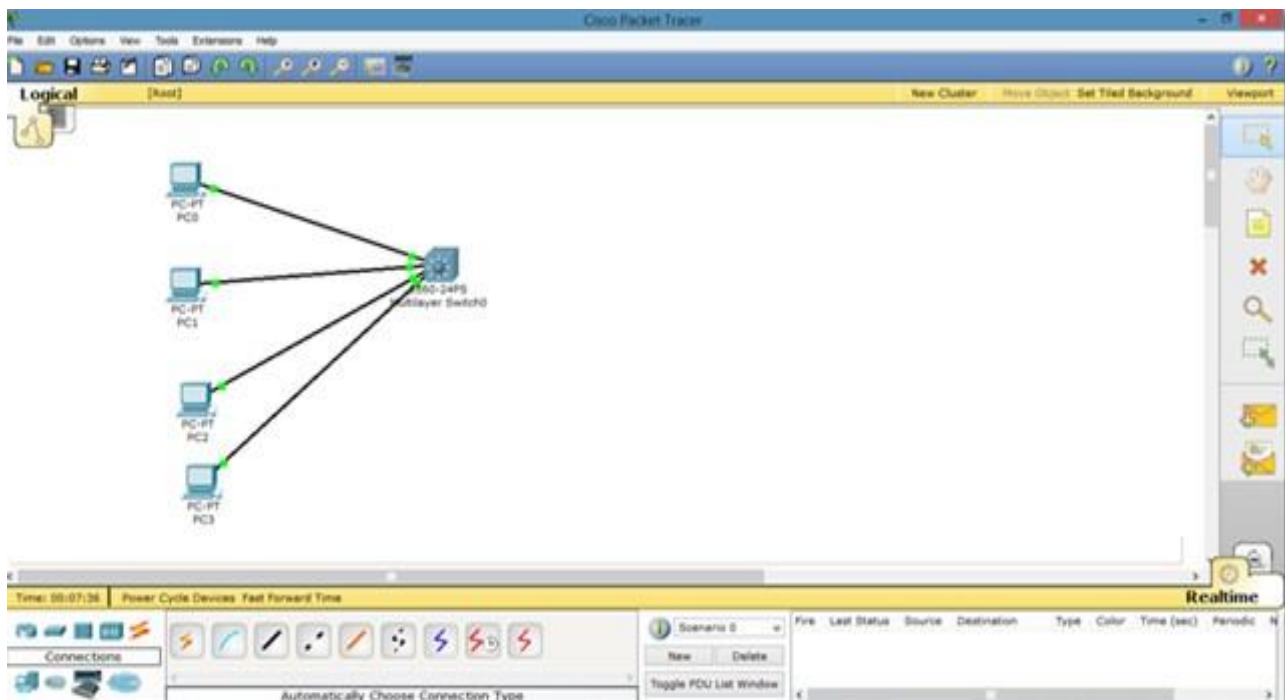 Cisco Packet Tracer
File Edit Options View Tools Extensions Help
Logical [Root] New Cluster Move Object Set Tiled Background Viewport
PC-PT
PC0
PC-PT
PC1
60-24PS
Multilayer Switch0
PC-PT
PC2
PC-PT
PC3
Time: 00:07:36 Power Cycle Devices Fast Forward Time Realtime
Connections
Automatically Choose Connection Type
Scenario 0
New Delete
Toggle PDU List Window
Fire Last Status Source Destination Type Color Time (sec) Periodic N